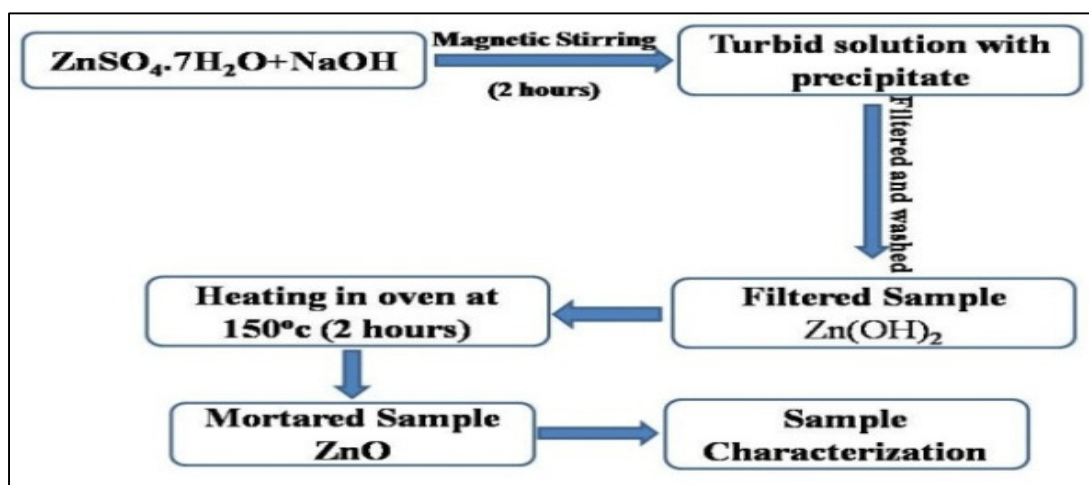 ZnSO₄.7H₂O+NaOH
Magnetic Stirring
(2 hours)
Turbid solution with
precipitate
Filtered and washed
Filtered Sample
Zn(OH)₂
Heating in oven at
150°c (2 hours)
Mortared Sample
ZnO
Sample
Characterization